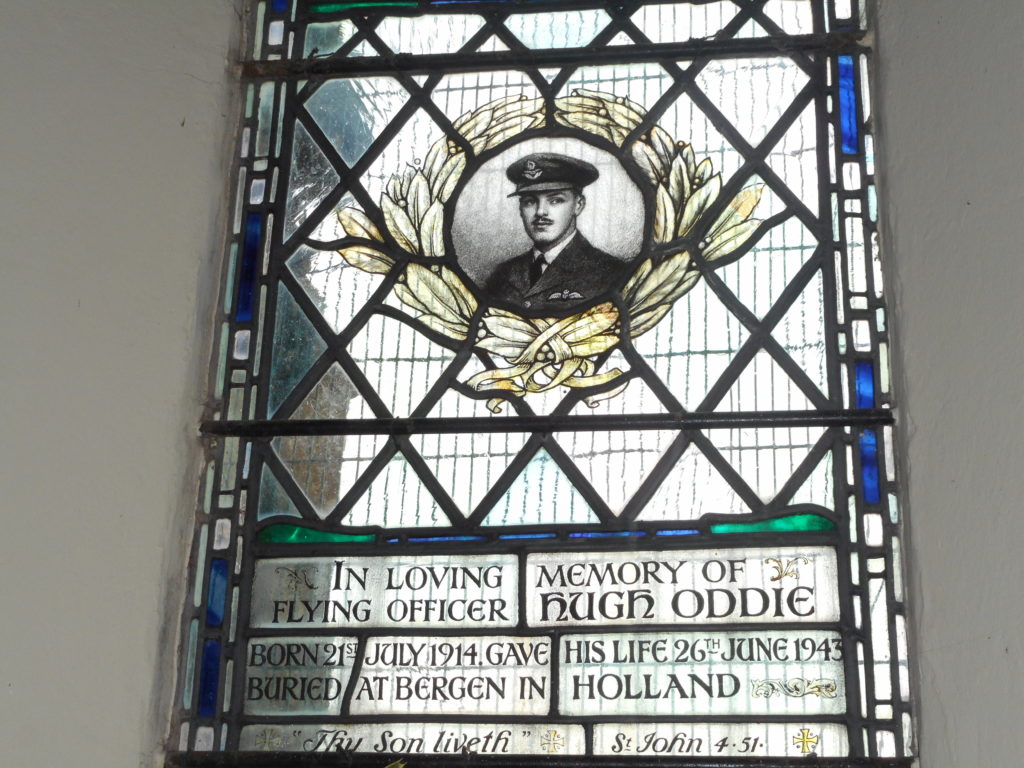 IN LOVING MEMORY OF
FLYING OFFICER HUGH ODDIE
BORN 21ST JULY 1914. GAVE HIS LIFE 26TH JUNE 1943
BURIED AT BERGEN IN HOLLAND
"Thy Son liveth" St John 4·51·